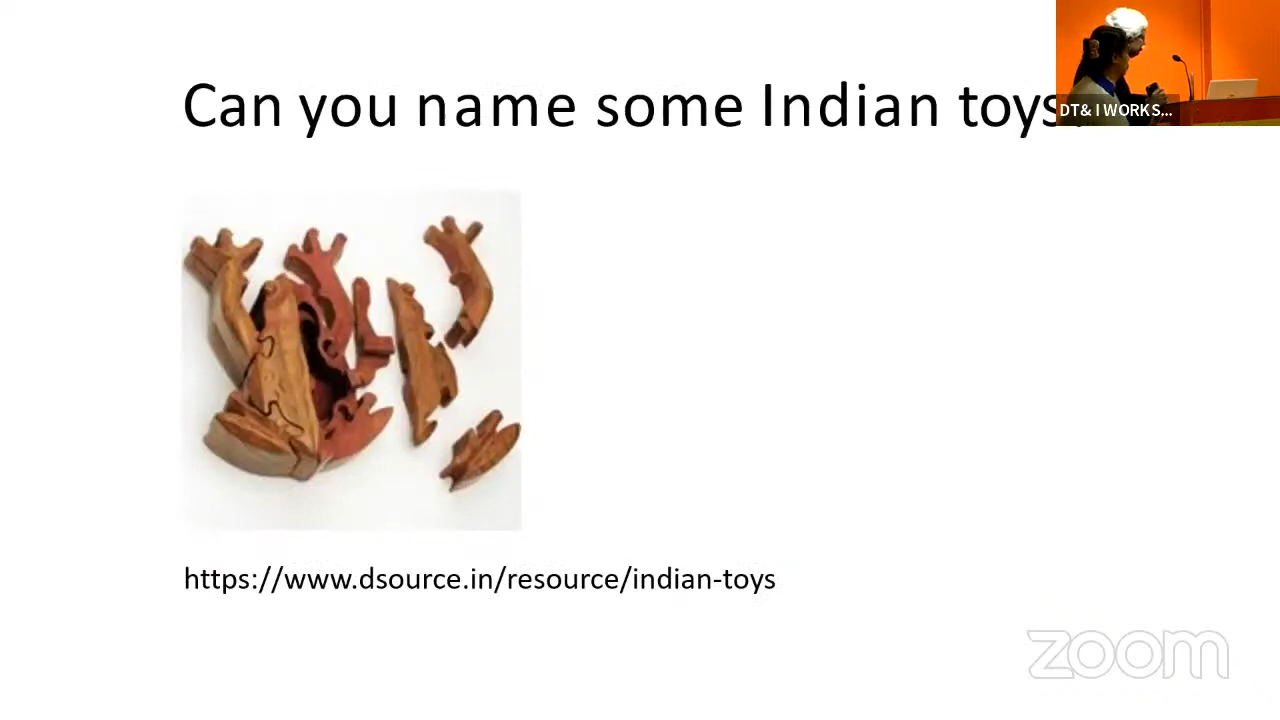 Can you name some Indian toys
DT& I WORKS...
https://www.dsource.in/resource/indian-toys
zoom